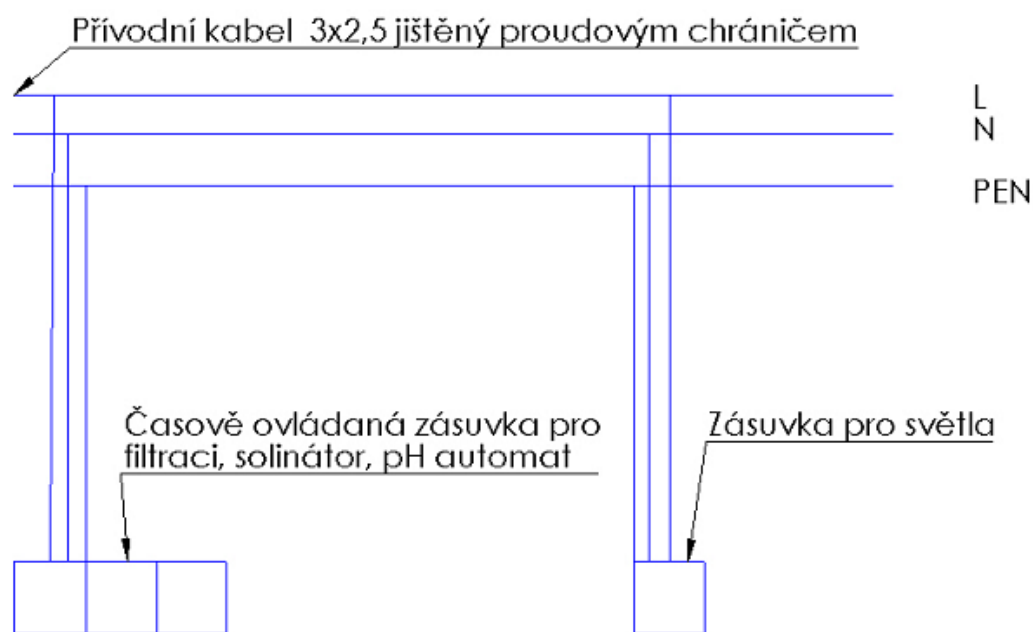 Přívodní kabel 3x2,5 jištěný proudovým chráničem
L
N
PEN
Časově ovládaná zásuvka pro
filtraci, solinátor, pH automat
Zásuvka pro světla